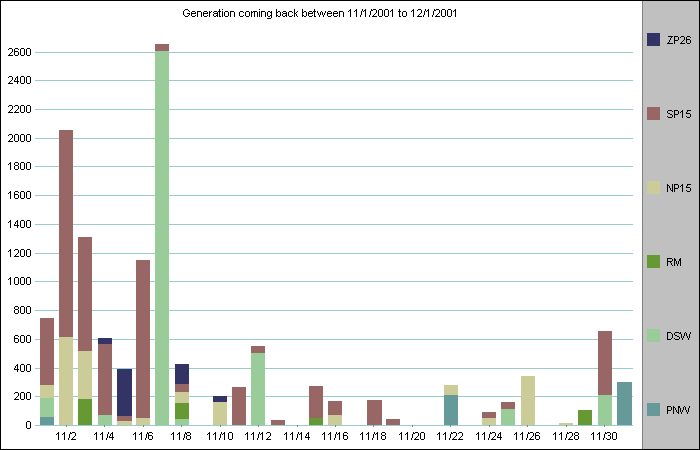 Generation coming back between 11/1/2001 to 12/1/2001
2600
2400
2200
2000
1800
1600
1400
1200
1000
800
600
400
200
0
11/2 11/4 11/6 11/8 11/10 11/12 11/14 11/16 11/18 11/20 11/22 11/24 11/26 11/28 11/30
ZP26
SP15
NP15
RM
DSW
PNW